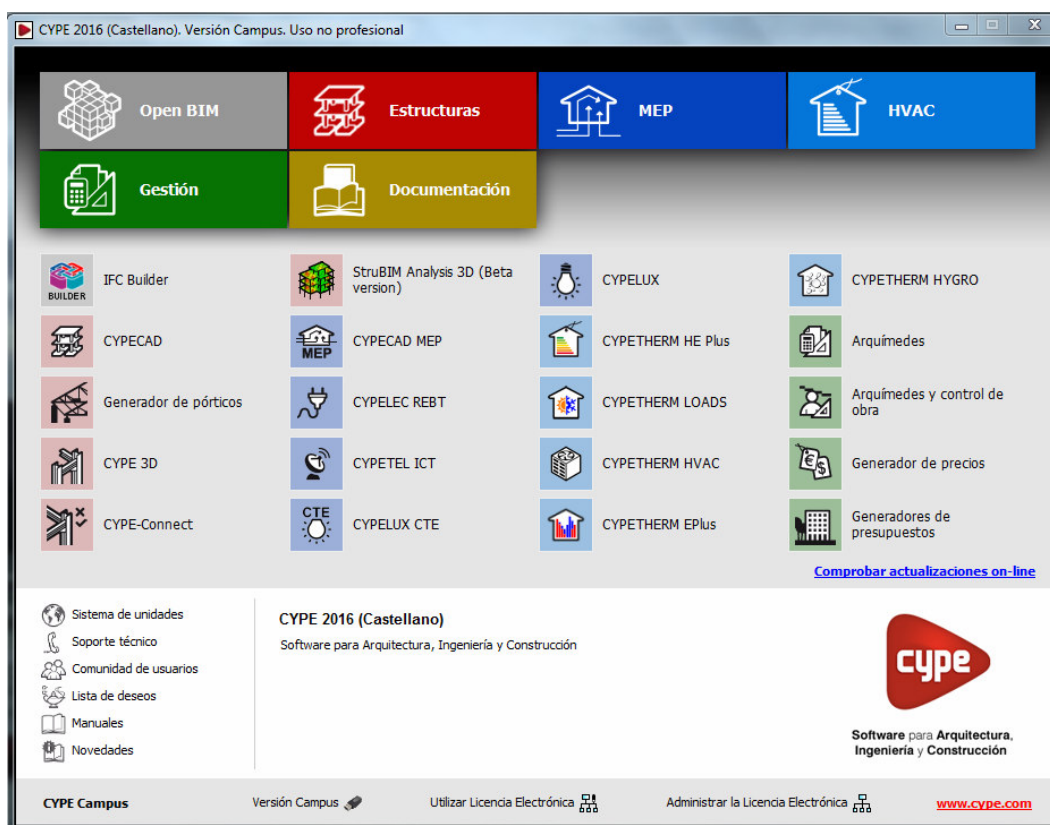 CYPE 2016 (Castellano). Versión Campus. Uso no profesional
Open BIM
Estructuras
MEP
HVAC
Gestión
Documentación
BUILDER
IFC Builder
StruBIM Analysis 3D (Beta
version)
CYPELUX
CYPETHERM HYGRO
CYPECAD
MEP
CYPECAD MEP
CYPETHERM HE Plus
Arquímedes
Generador de pórticos
CYPELEC REBT
CYPETHERM LOADS
Arquímedes y control de
obra
CYPE 3D
CYPETEL ICT
CYPETHERM HVAC
€ $
Generador de precios
CYPE-Connect
CTE
CYPELUX CTE
CYPETHERM EPlus
Generadores de
presupuestos
Comprobar actualizaciones on-line
Sistema de unidades
Soporte técnico
Comunidad de usuarios
Lista de deseos
Manuales
Novedades
CYPE 2016 (Castellano)
Software para Arquitectura, Ingeniería y Construcción
cype
Software para Arquitectura,
Ingeniería y Construcción
CYPE Campus
Versión Campus
Utilizar Licencia Electrónica
Administrar la Licencia Electrónica
www.cype.com